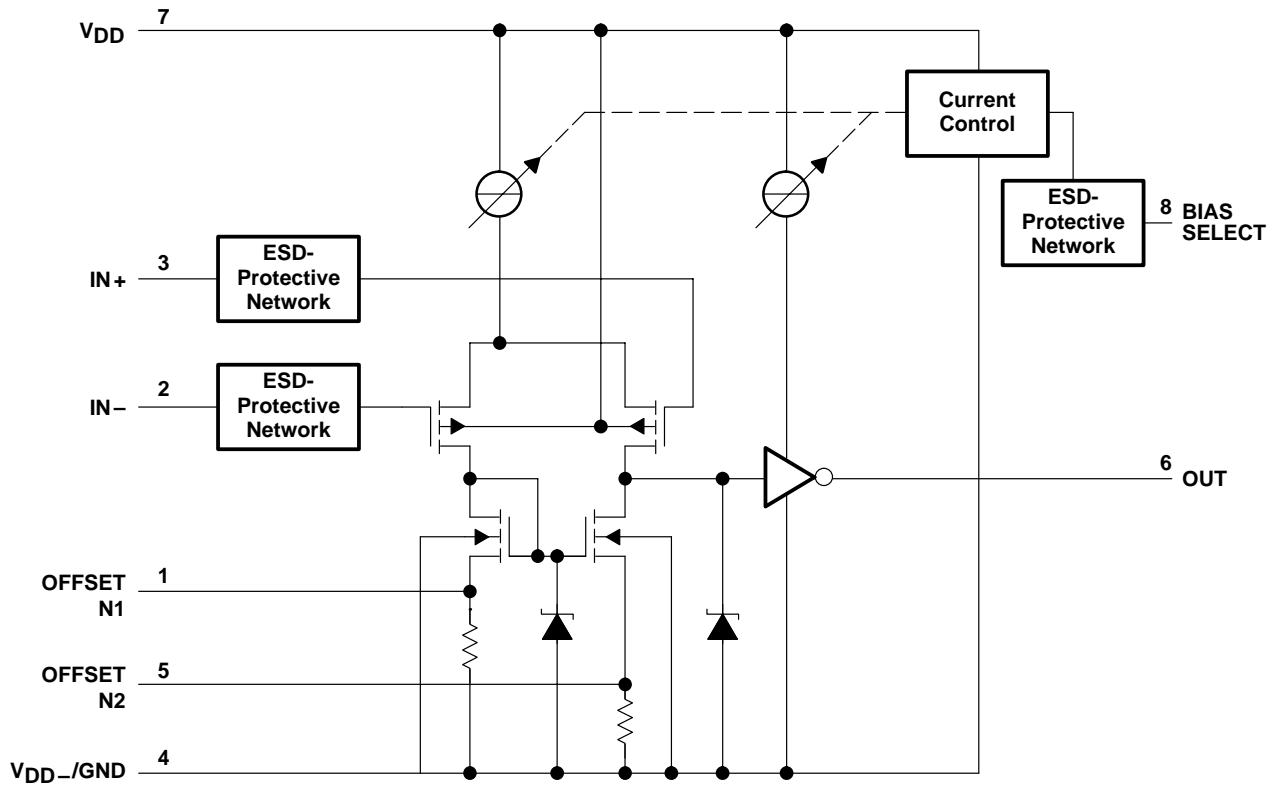 7
VDD
Current
Control
ESD-
Protective
Network
8
BIAS
SELECT
3
IN+
ESD-
Protective
Network
2
IN−
ESD-
Protective
Network
6
OUT
1
OFFSET
N1
5
OFFSET
N2
4
VDD−/GND